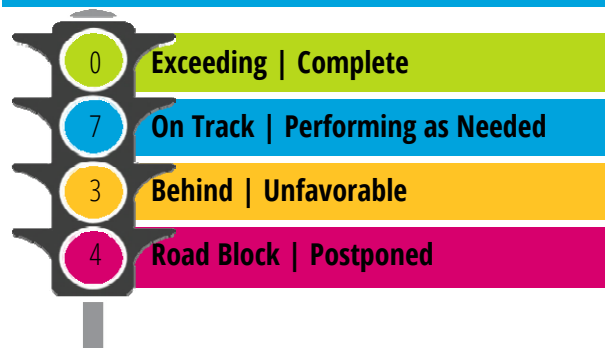 0 Exceeding | Complete
7 On Track | Performing as Needed
3 Behind | Unfavorable
4 Road Block | Postponed